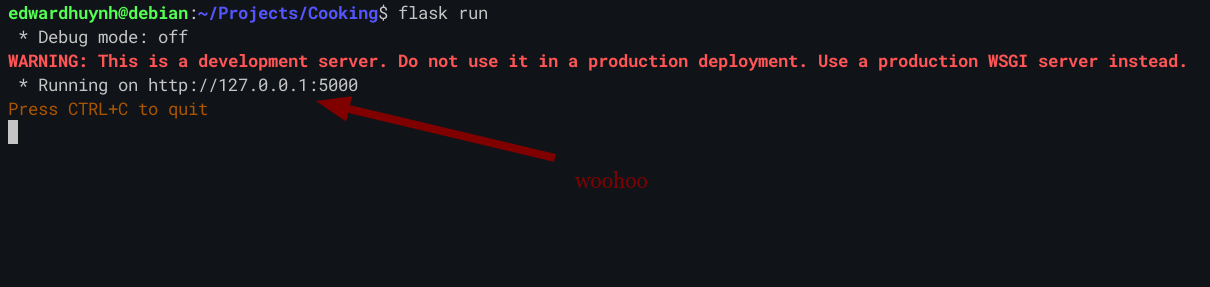 edwardhuynh@debian:~/Projects/Cooking$ flask run
 * Debug mode: off
WARNING: This is a development server. Do not use it in a production deployment. Use a production WSGI server instead.
 * Running on http://127.0.0.1:5000
Press CTRL+C to quit
woohoo